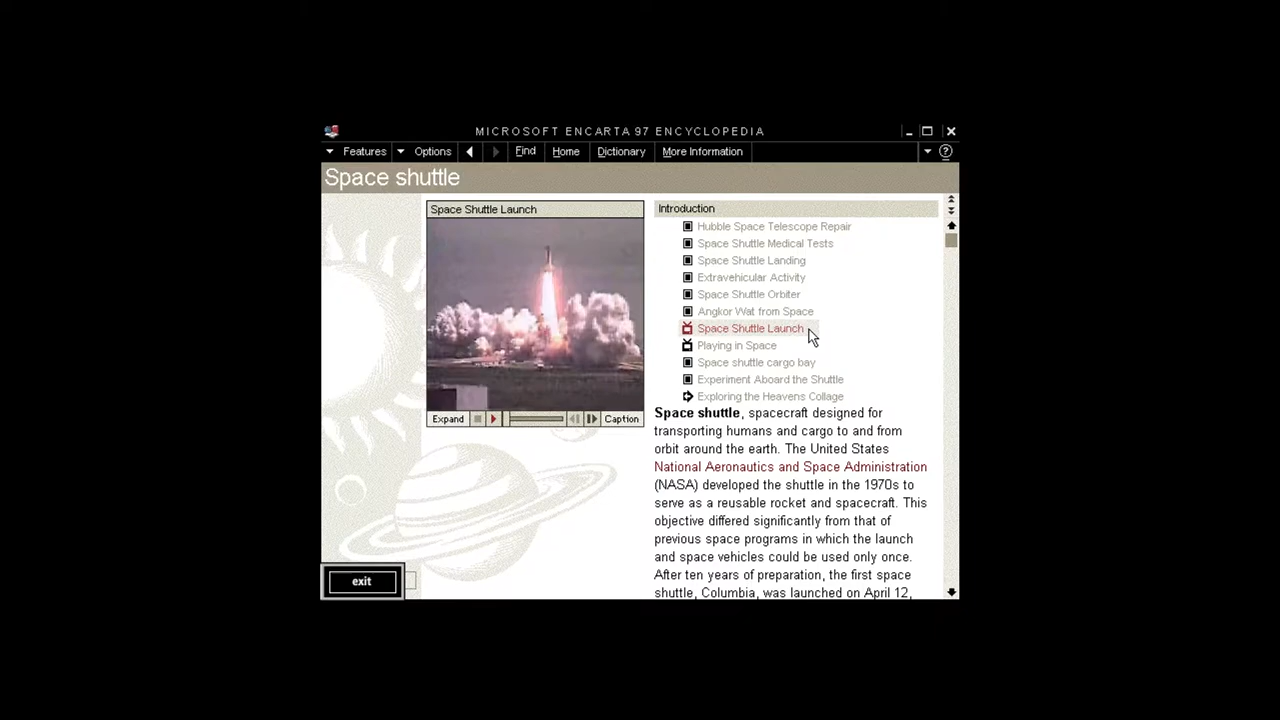 MICROSOFT ENCARTA 97 ENCYCLOPEDIA
Features Options Find Home Dictionary More Information ?
Space shuttle
Space Shuttle Launch
Expand Caption
Introduction
Hubble Space Telescope Repair
Space Shuttle Medical Tests
Space Shuttle Landing
Extravehicular Activity
Space Shuttle Orbiter
Angkor Wat from Space
Space Shuttle Launch
Playing in Space
Space shuttle cargo bay
Experiment Aboard the Shuttle
Exploring the Heavens Collage
Space shuttle, spacecraft designed for
transporting humans and cargo to and from
orbit around the earth. The United States
National Aeronautics and Space Administration
(NASA) developed the shuttle in the 1970s to
serve as a reusable rocket and spacecraft. This
objective differed significantly from that of
previous space programs in which the launch
and space vehicles could be used only once.
After ten years of preparation, the first space
shuttle, Columbia, was launched on April 12,
exit